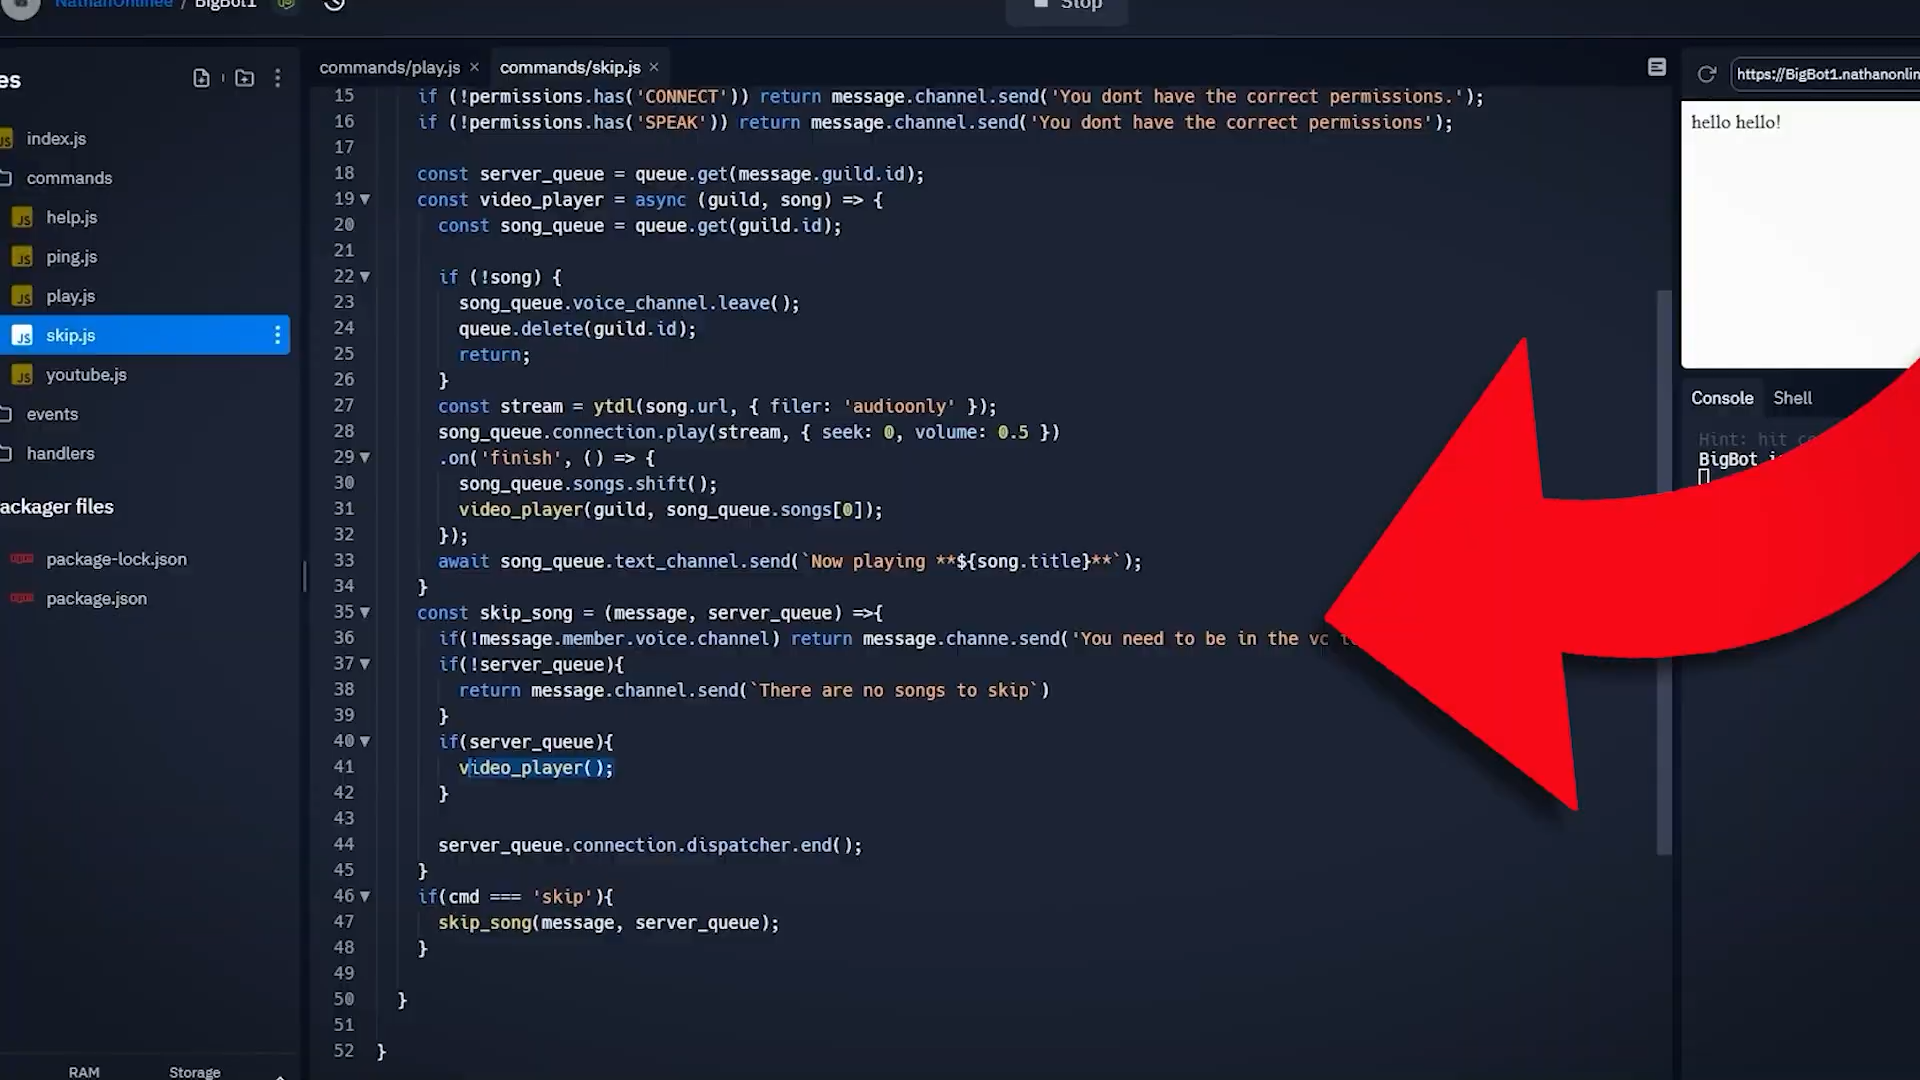 NathanOnlinee / BigBot1
Stop
commands/play.js × commands/skip.js ×
https://BigBot1.nathanonlin
index.js
commands
help.js
ping.js
play.js
skip.js
youtube.js
events
handlers
package-lock.json
package.json
RAM Storage
15 if (!permissions.has('CONNECT')) return message.channel.send('You dont have the correct permissions.');
16 if (!permissions.has('SPEAK')) return message.channel.send('You dont have the correct permissions');
17
18 const server_queue = queue.get(message.guild.id);
19 const video_player = async (guild, song) => {
20 const song_queue = queue.get(guild.id);
21
22 if (!song) {
23 song_queue.voice_channel.leave();
24 queue.delete(guild.id);
25 return;
26 }
27 const stream = ytdl(song.url, { filer: 'audioonly' });
28 song_queue.connection.play(stream, { seek: 0, volume: 0.5 })
29 .on('finish', () => {
30 song_queue.songs.shift();
31 video_player(guild, song_queue.songs[0]);
32 });
33 await song_queue.text_channel.send(`Now playing **${song.title}**`);
34 }
35 const skip_song = (message, server_queue) =>{
36 if(!message.member.voice.channel) return message.channe.send('You need to be in the vc
37 if(!server_queue){
38 return message.channel.send(`There are no songs to skip`)
39 }
40 if(server_queue){
41 video_player();
42 }
43
44 server_queue.connection.dispatcher.end();
45 }
46 if(cmd === 'skip'){
47 skip_song(message, server_queue);
48 }
49
50 }
51
52 }
hello hello!
Console Shell
Hint: hit
BigBot